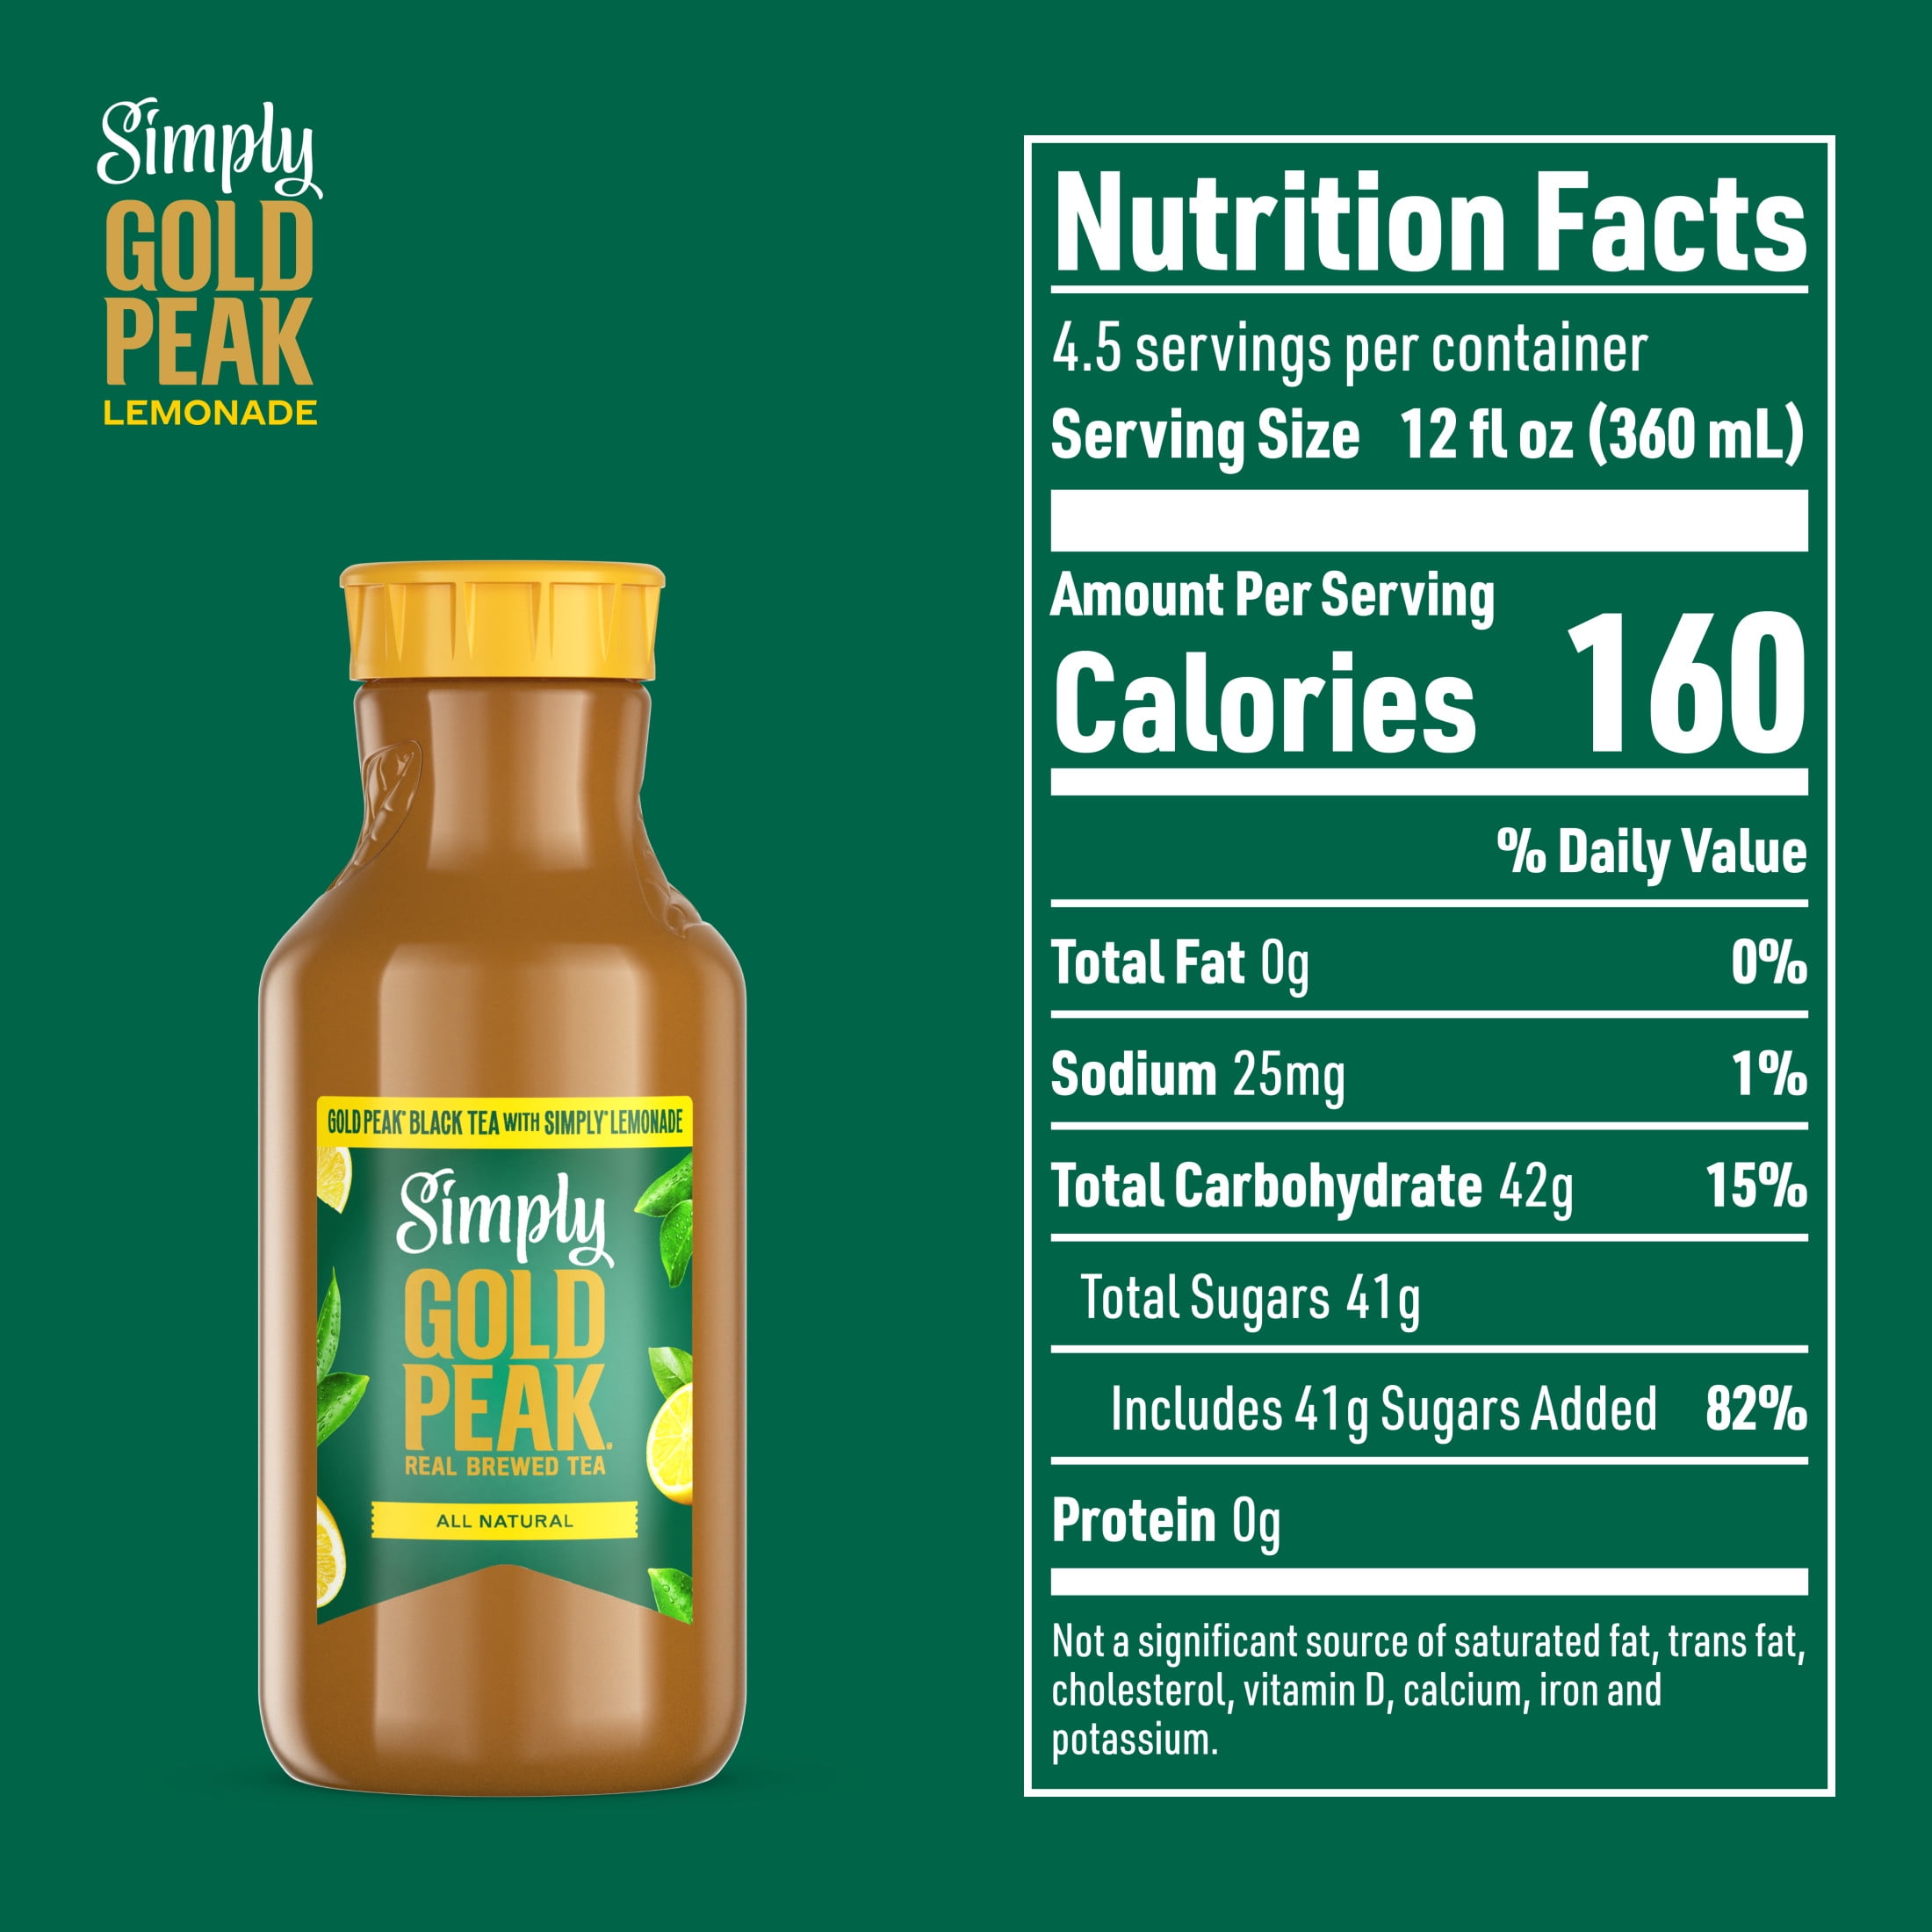 Simply
GOLD
PEAK
LEMONADE
GOLD PEAK® BLACK TEA WITH SIMPLY® LEMONADE
Simply
GOLD
PEAK®
REAL BREWED TEA
ALL NATURAL
Nutrition Facts
4.5 servings per container
Serving Size 12 fl oz (360 mL)
Amount Per Serving
Calories 160
% Daily Value
Total Fat 0g 0%
Sodium 25mg 1%
Total Carbohydrate 42g 15%
Total Sugars 41g
Includes 41g Sugars Added 82%
Protein 0g
Not a significant source of saturated fat, trans fat,
cholesterol, vitamin D, calcium, iron and
potassium.